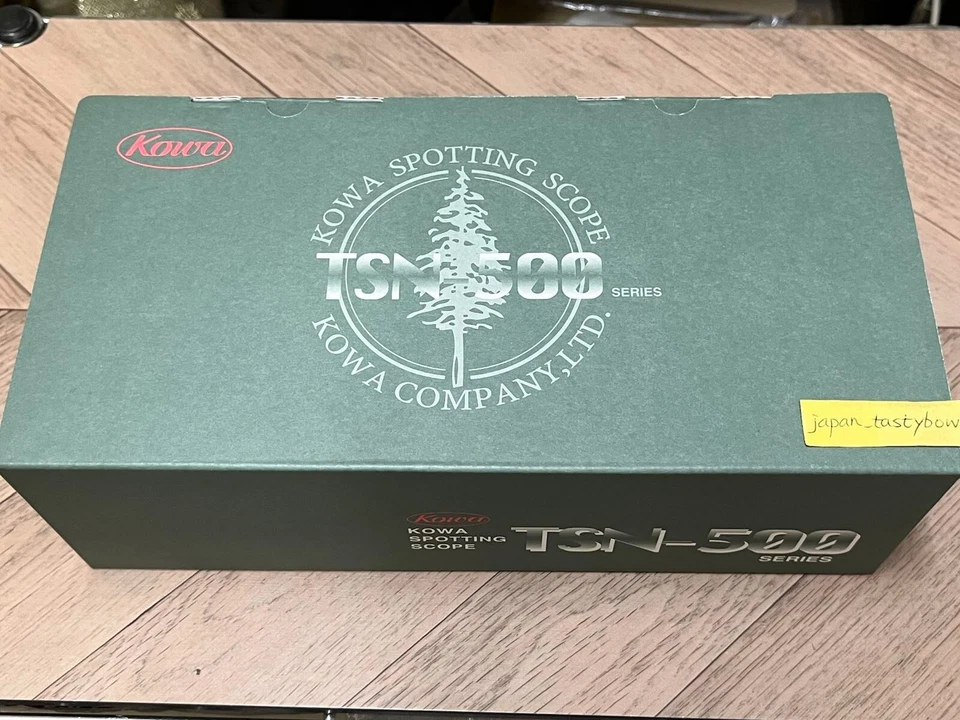 Kowa
KOWA SPOTTING SCOPE
TSN-500 SERIES
KOWA COMPANY,LTD.
japan_tastybow
Kowa
KOWA
SPOTTING
SCOPE
TSN-500
SERIES